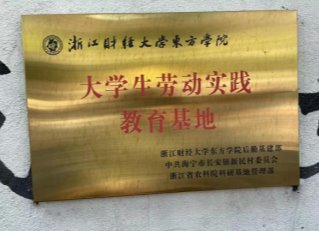 浙江财经大学东方学院
大学生劳动实践
教育基地
浙江财经大学东方学院后勤基建部
中共海宁市长安镇新民村委员会
浙江省农科院科研基地管理部